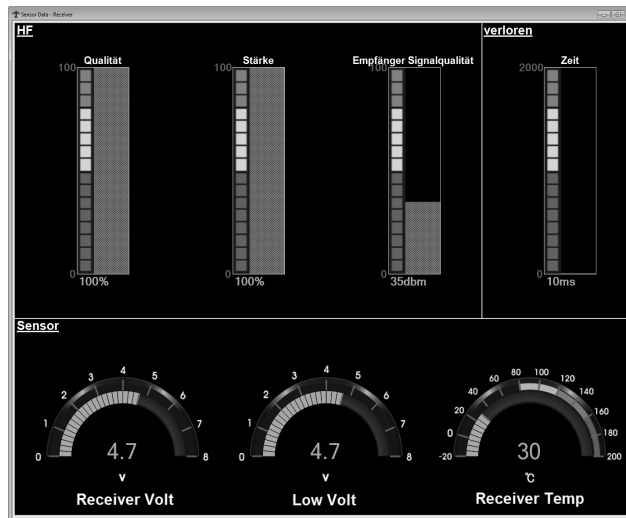 Sensor Data - Receiver
HF
verloren
Qualität
Stärke
Empfänger Signalqualität
Zeit
100
100
100
2000
0
0
0
0
100%
100%
35dbm
10ms
Sensor
0 1 2 3 4 5 6 7 8
4.7
v
Receiver Volt
0 1 2 3 4 5 6 7 8
4.7
v
Low Volt
-20 0 20 40 60 80 100 120 140 160 180 200
30
℃
Receiver Temp